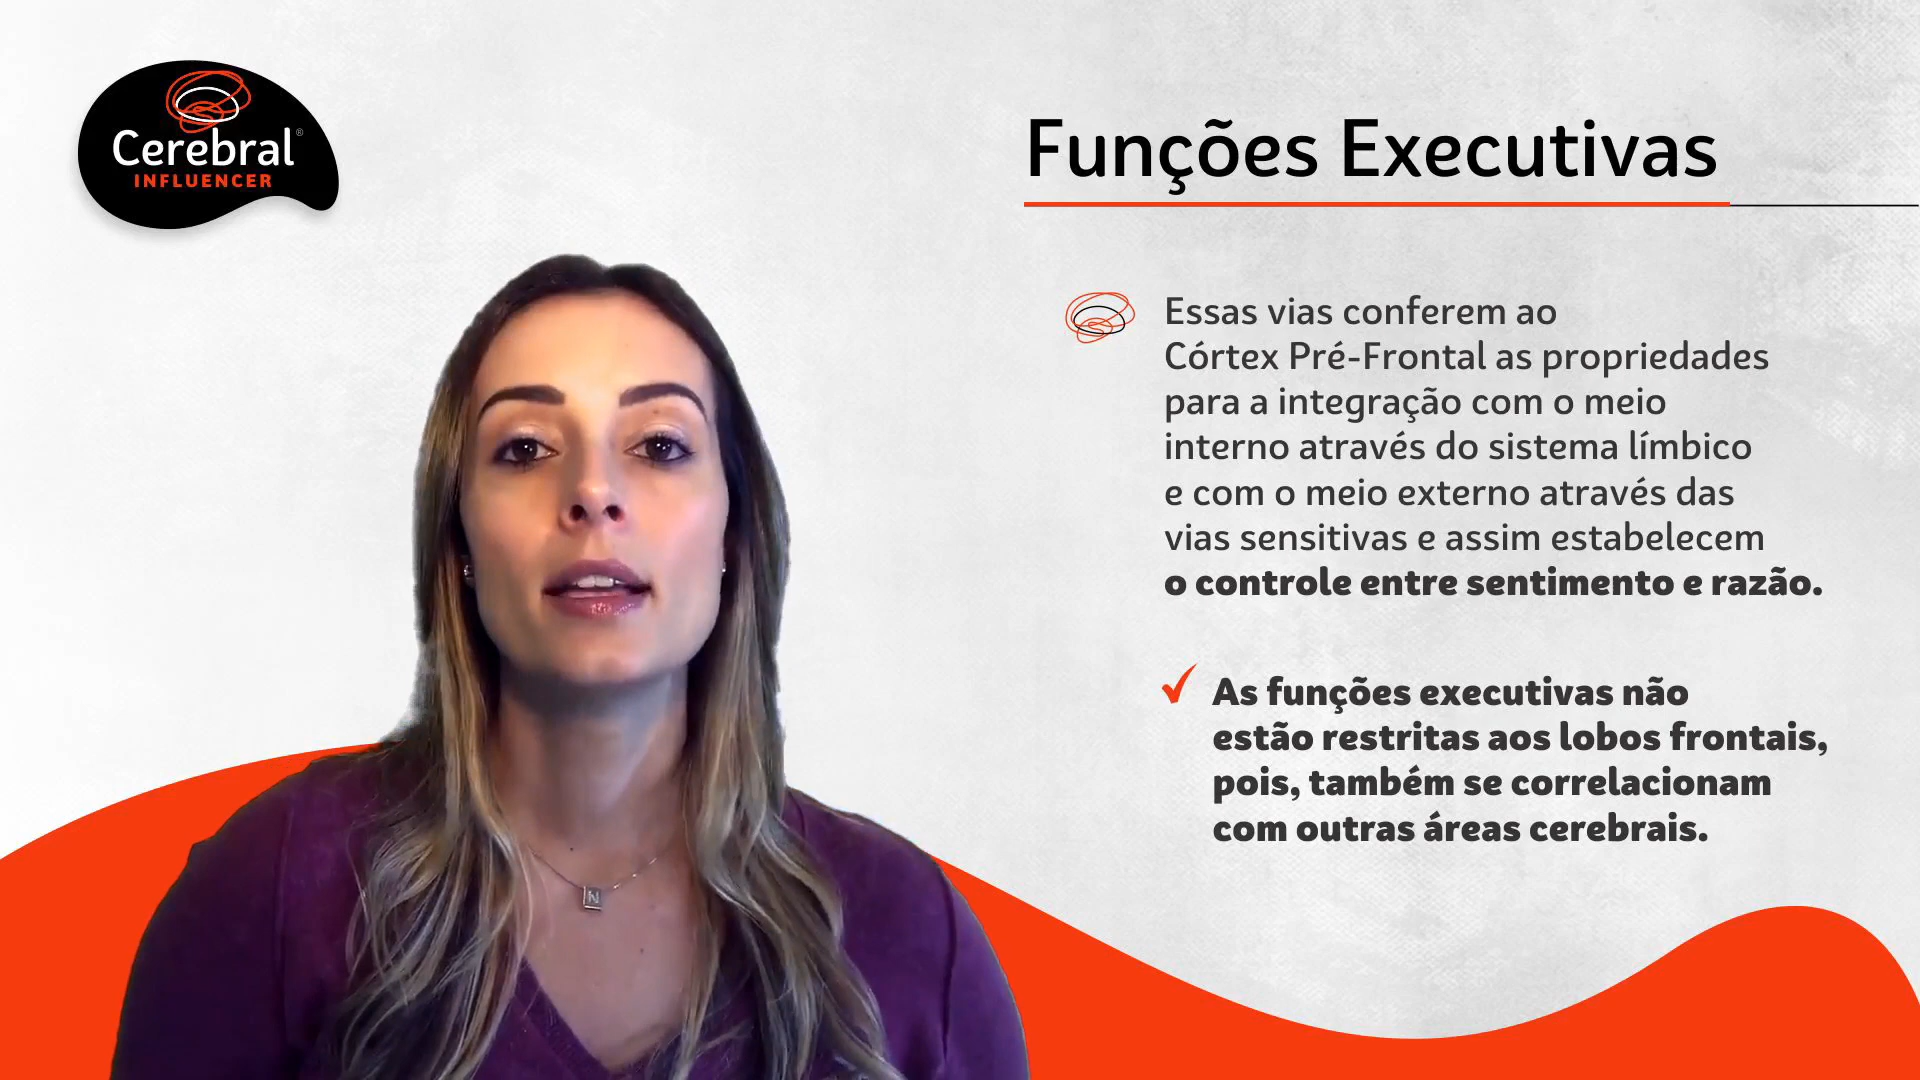 Cerebral®
INFLUENCER
Funções Executivas
Essas vias conferem ao
Córtex Pré-Frontal as propriedades
para a integração com o meio
interno através do sistema límbico
e com o meio externo através das
vias sensitivas e assim estabelecem
o controle entre sentimento e razão.
As funções executivas não
estão restritas aos lobos frontais,
pois, também se correlacionam
com outras áreas cerebrais.
N